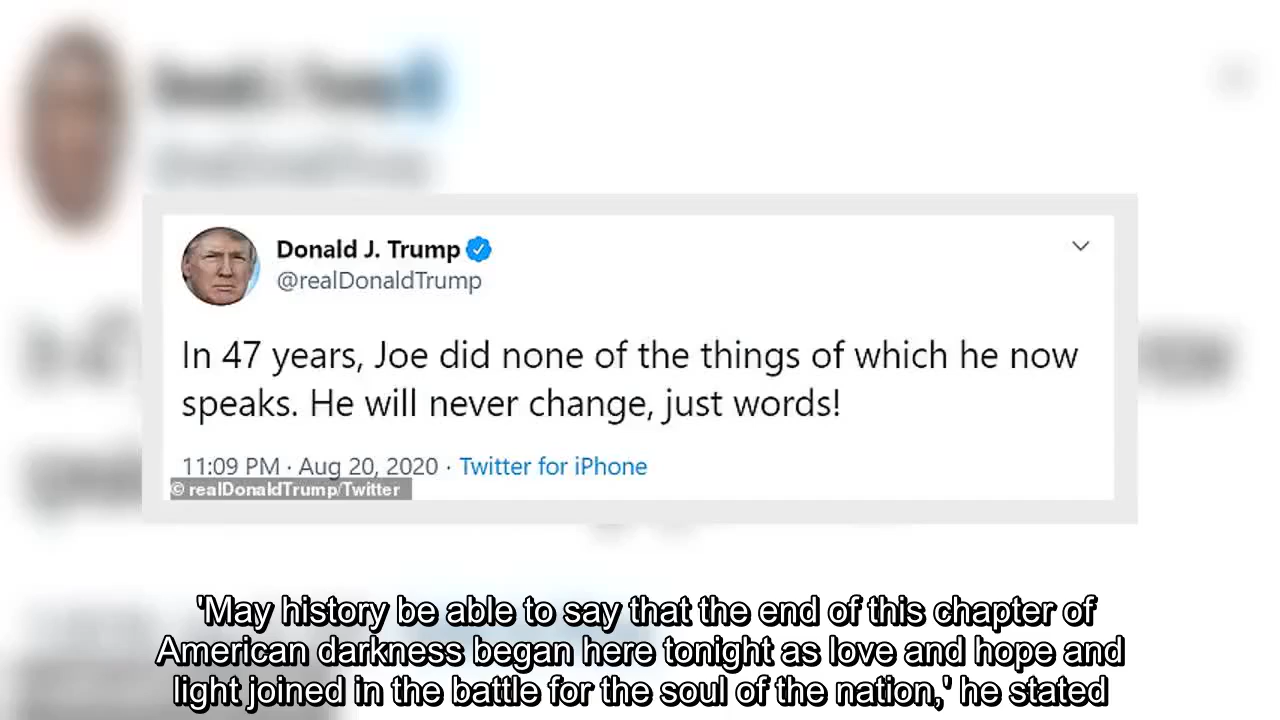 Donald J. Trump
@realDonaldTrump
In 47 years, Joe did none of the things of which he now
speaks. He will never change, just words!
11:09 PM · Aug 20, 2020 · Twitter for iPhone
© realDonaldTrump/Twitter
'May history be able to say that the end of this chapter of
American darkness began here tonight as love and hope and
light joined in the battle for the soul of the nation,' he stated